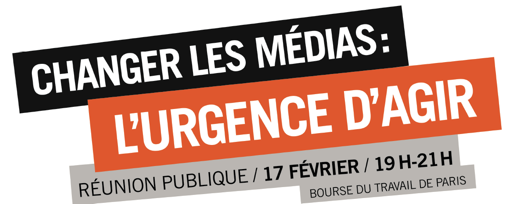 CHANGER LES MÉDIAS :
L'URGENCE D'AGIR
RÉUNION PUBLIQUE / 17 FÉVRIER / 19 H-21 H
BOURSE DU TRAVAIL DE PARIS